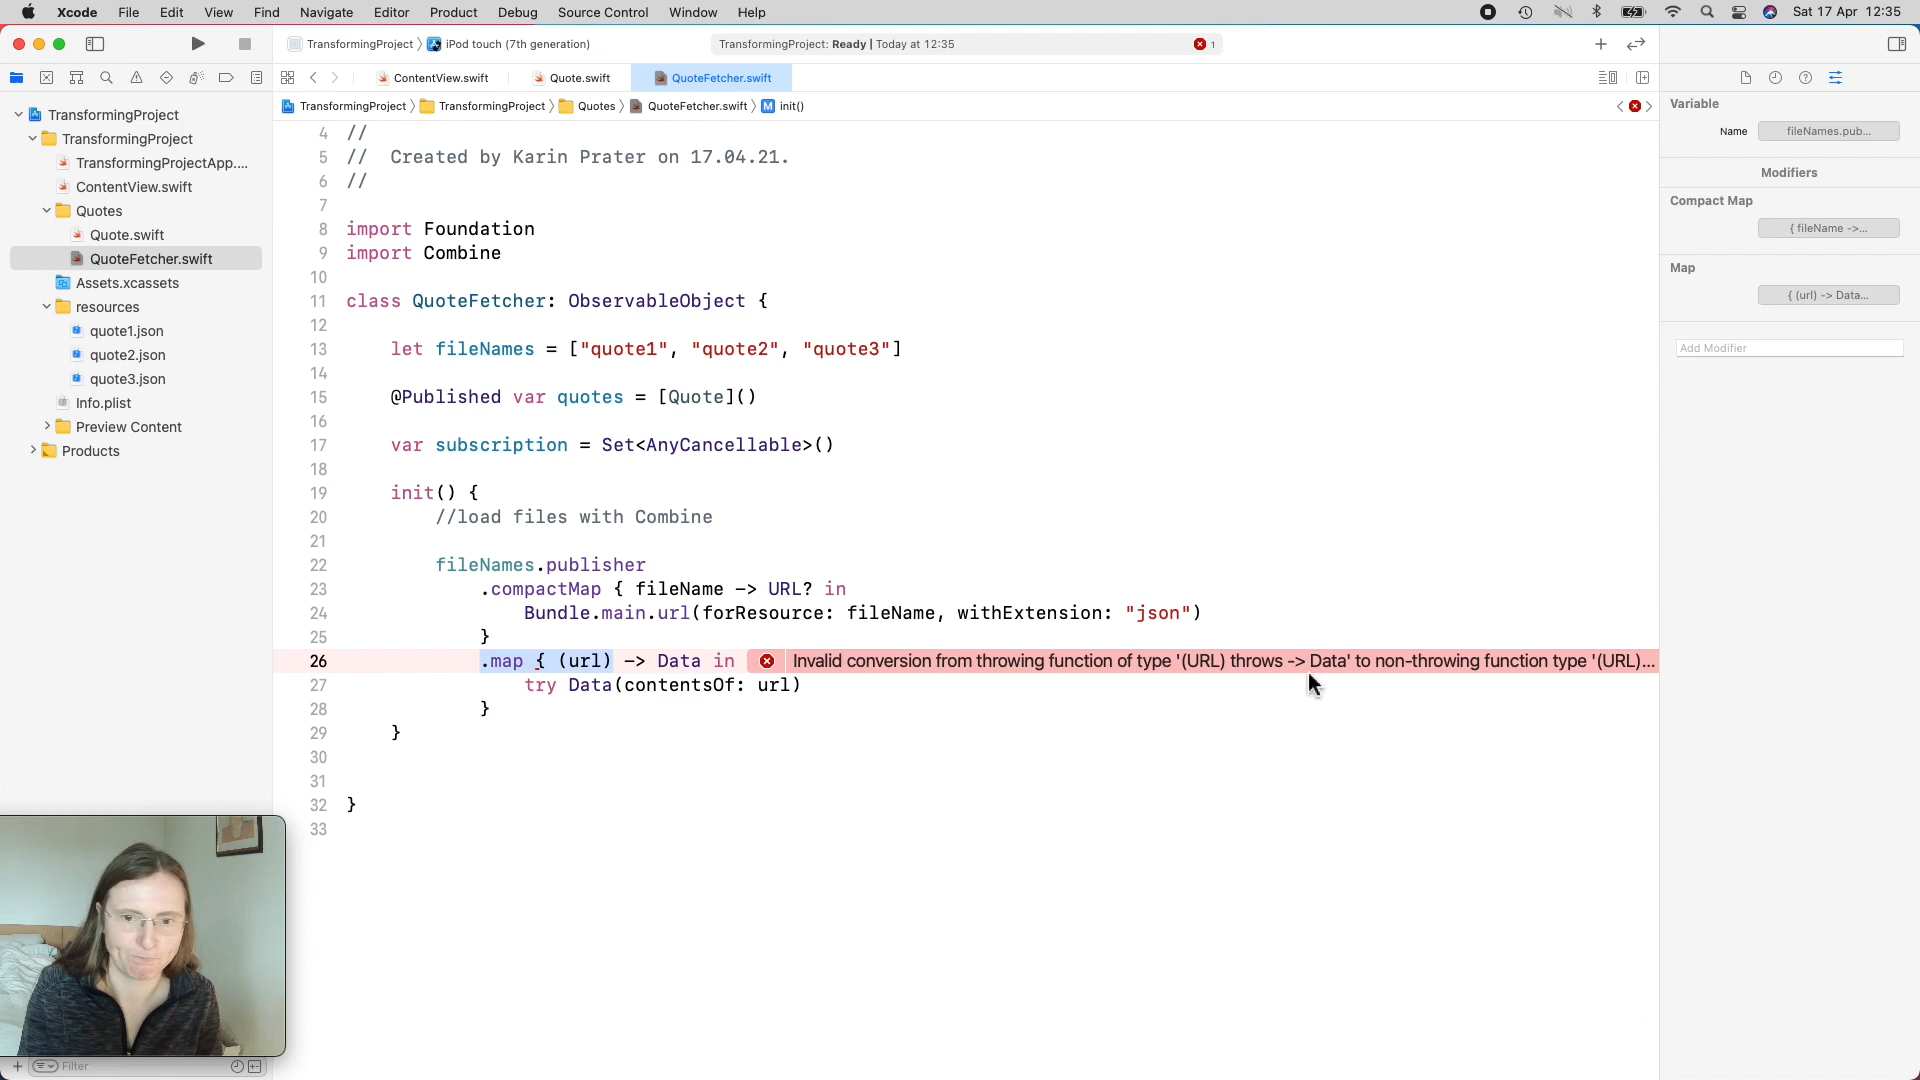 Xcode File Edit View Find Navigate Editor Product Debug Source Control Window Help Sat 17 Apr 12:35
TransformingProject iPod touch (7th generation) TransformingProject: Ready | Today at 12:35 1
ContentView.swift Quote.swift QuoteFetcher.swift
TransformingProject TransformingProject Quotes QuoteFetcher.swift M init()
TransformingProject
TransformingProject
TransformingProjectApp....
ContentView.swift
Quotes
Quote.swift
QuoteFetcher.swift
Assets.xcassets
resources
quote1.json
quote2.json
quote3.json
Info.plist
Preview Content
Products
Filter
4 //
5 // Created by Karin Prater on 17.04.21.
6 //
7
8 import Foundation
9 import Combine
10
11 class QuoteFetcher: ObservableObject {
12
13 let fileNames = ["quote1", "quote2", "quote3"]
14
15 @Published var quotes = [Quote]()
16
17 var subscription = Set<AnyCancellable>()
18
19 init() {
20 //load files with Combine
21
22 fileNames.publisher
23 .compactMap { fileName -> URL? in
24 Bundle.main.url(forResource: fileName, withExtension: "json")
25 }
26 .map { (url) -> Data in Invalid conversion from throwing function of type '(URL) throws -> Data' to non-throwing function type '(URL)...
27 try Data(contentsOf: url)
28 }
29 }
30
31
32 }
33
Variable
Name fileNames.pub...
Modifiers
Compact Map
{ fileName ->...
Map
{ (url) -> Data...
Add Modifier